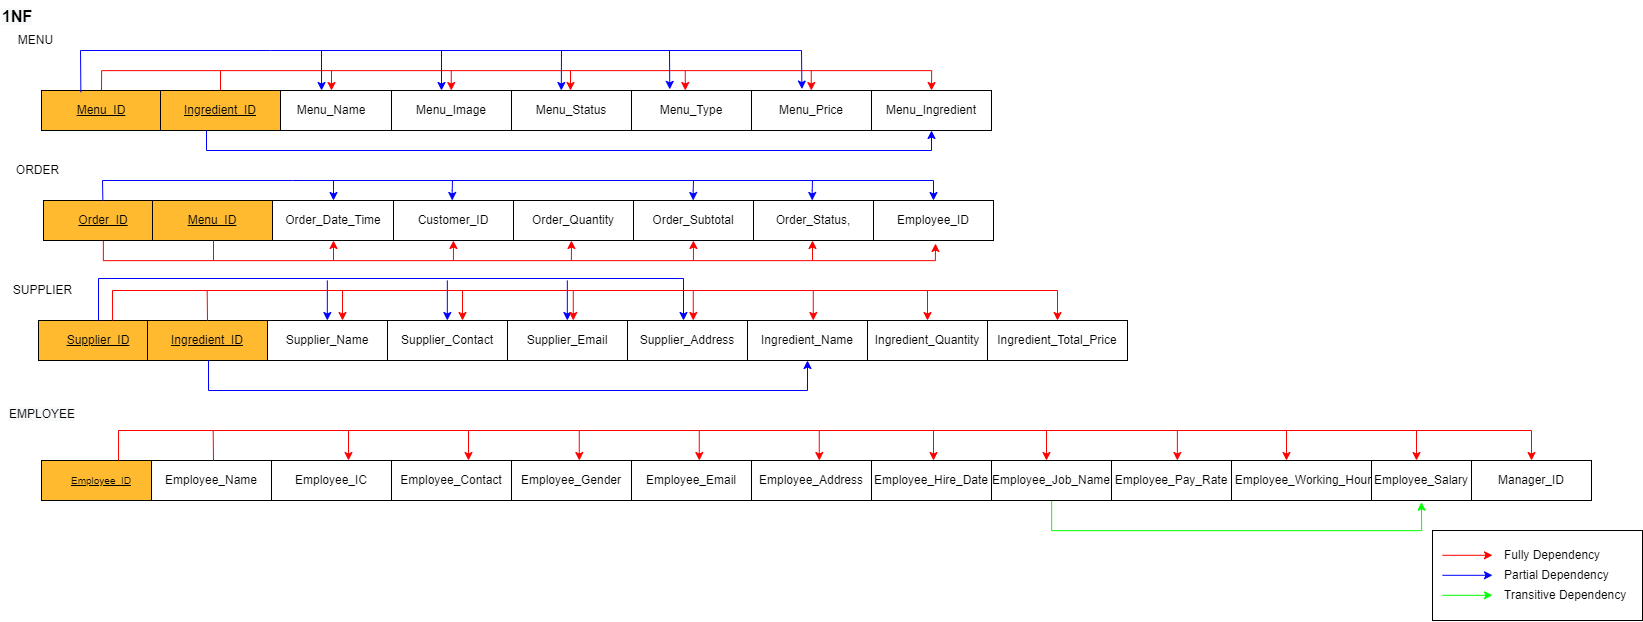 1NF
MENU
Menu_ID Ingredient_ID Menu_Name Menu_Image Menu_Status Menu_Type Menu_Price Menu_Ingredient
ORDER
Order_ID Menu_ID Order_Date_Time Customer_ID Order_Quantity Order_Subtotal Order_Status, Employee_ID
SUPPLIER
Supplier_ID Ingredient_ID Supplier_Name Supplier_Contact Supplier_Email Supplier_Address Ingredient_Name Ingredient_Quantity Ingredient_Total_Price
EMPLOYEE
Employee_ID Employee_Name Employee_IC Employee_Contact Employee_Gender Employee_Email Employee_Address Employee_Hire_Date Employee_Job_Name Employee_Pay_Rate Employee_Working_Hour Employee_Salary Manager_ID
Fully Dependency
Partial Dependency
Transitive Dependency